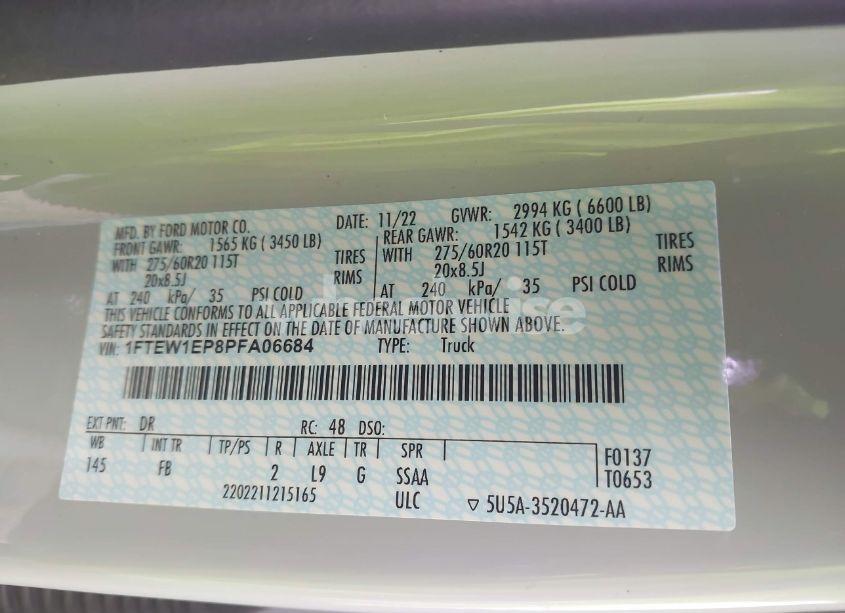 MFD. BY FORD MOTOR CO. DATE: 11/22 GVWR: 2994 KG ( 6600 LB)
FRONT GAWR: 1565 KG ( 3450 LB) REAR GAWR: 1542 KG ( 3400 LB)
WITH 275/60R20 115T TIRES WITH 275/60R20 115T TIRES
20x8.5J RIMS 20x8.5J RIMS
AT 240 kPa/ 35 PSI COLD AT 240 kPa/ 35 PSI COLD
THIS VEHICLE CONFORMS TO ALL APPLICABLE FEDERAL MOTOR VEHICLE
SAFETY STANDARDS IN EFFECT ON THE DATE OF MANUFACTURE SHOWN ABOVE.
VIN: 1FTEW1EP8PFA06684 TYPE: Truck
EXT PNT: DR RC: 48 DSO:
WB INT TR TP/PS R AXLE TR SPR F0137
145 FB 2 L9 G SSAA T0653
2202211215165 ULC ▽ 5U5A-3520472-AA